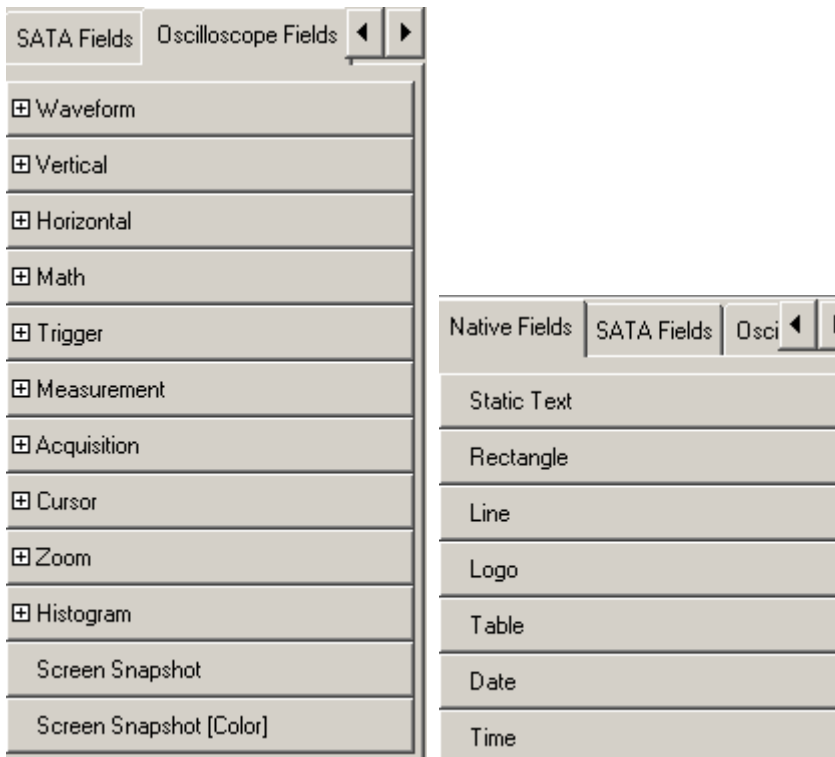 SATA Fields Oscilloscope Fields
Waveform
Vertical
Horizontal
Math
Trigger
Measurement
Acquisition
Cursor
Zoom
Histogram
Screen Snapshot
Screen Snapshot [Color]
Native Fields SATA Fields Osci
Static Text
Rectangle
Line
Logo
Table
Date
Time